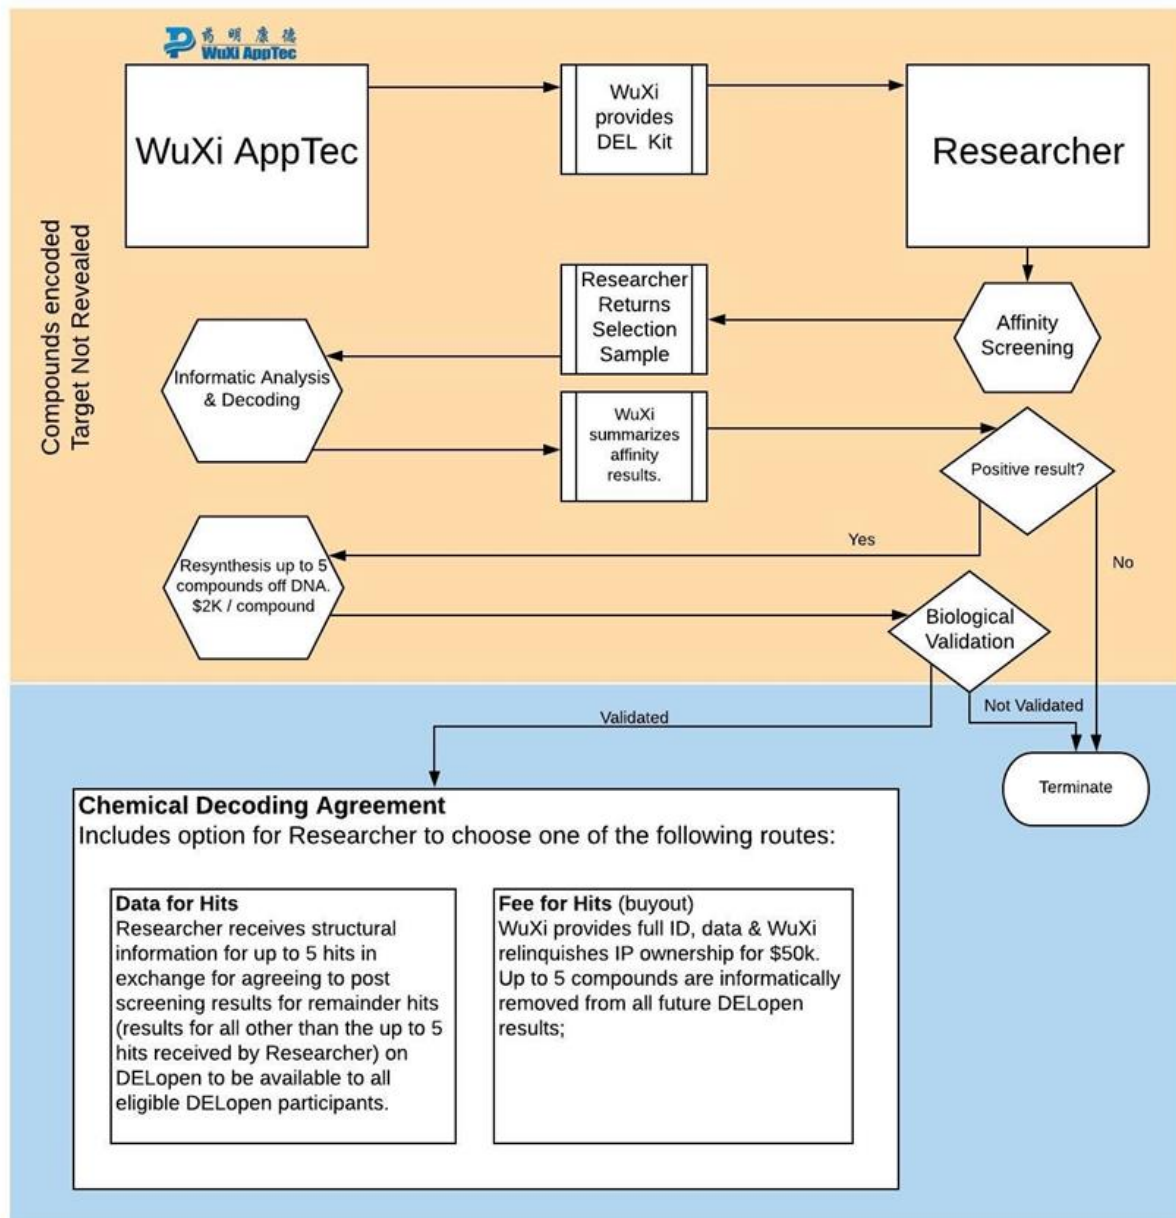 药明康德
WuXi AppTec
WuXi AppTec
WuXi
provides
DEL Kit
Researcher
Compounds encoded
Target Not Revealed
Researcher
Returns
Selection
Sample
Affinity
Screening
Informatic Analysis
& Decoding
WuXi
summarizes
affinity
results.
Positive result?
Yes
No
Resynthesis up to 5
compounds off DNA.
$2K / compound
Biological
Validation
Validated
Not Validated
Terminate
Chemical Decoding Agreement
Includes option for Researcher to choose one of the following routes:
Data for Hits
Researcher receives structural
information for up to 5 hits in
exchange for agreeing to post
screening results for remainder hits
(results for all other than the up to 5
hits received by Researcher) on
DELopen to be available to all
eligible DELopen participants.
Fee for Hits (buyout)
WuXi provides full ID, data & WuXi
relinquishes IP ownership for $50k.
Up to 5 compounds are informatically
removed from all future DELopen
results;